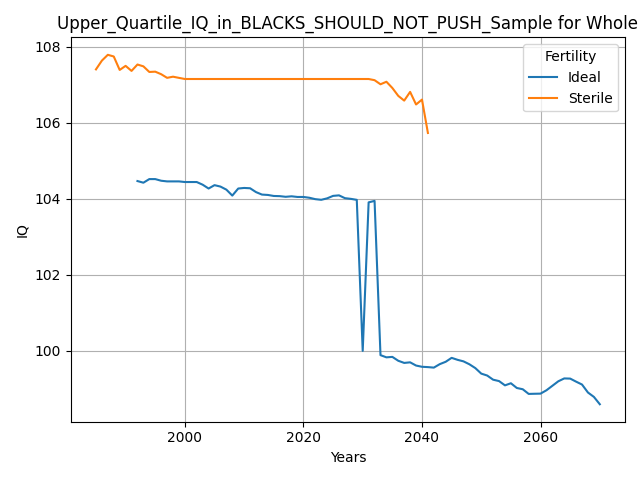 Upper_Quartile_IQ_in_BLACKS_SHOULD_NOT_PUSH_Sample for Whole
Fertility
Ideal
Sterile
108
106
104
102
100
IQ
2000
2020
2040
2060
Years